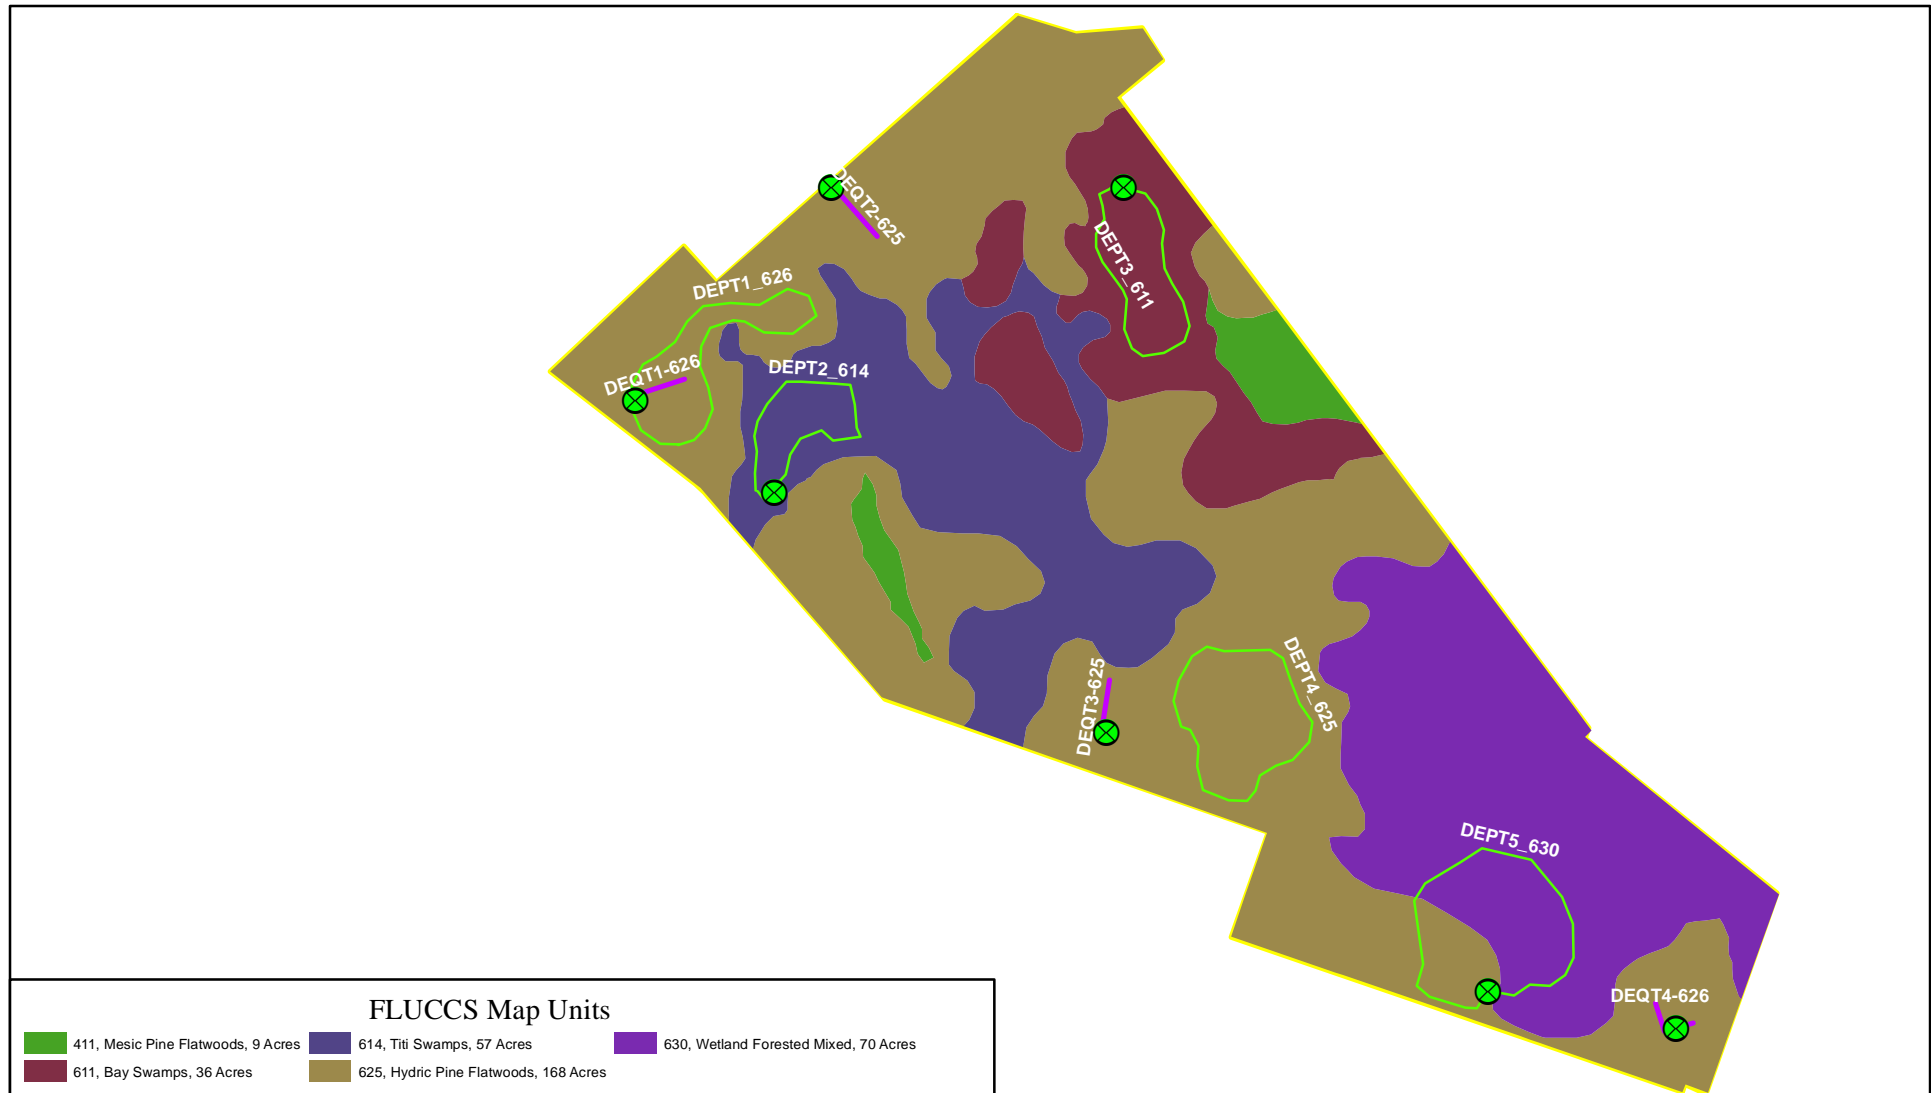 DEQT2-625
DEPT3_611
DEPT1_626
DEQT1-626
DEPT2_614
DEQT3-625
DEPT4_625
DEPT5_630
DEQT4-626
FLUCCS Map Units
411, Mesic Pine Flatwoods, 9 Acres
614, Titi Swamps, 57 Acres
630, Wetland Forested Mixed, 70 Acres
611, Bay Swamps, 36 Acres
625, Hydric Pine Flatwoods, 168 Acres